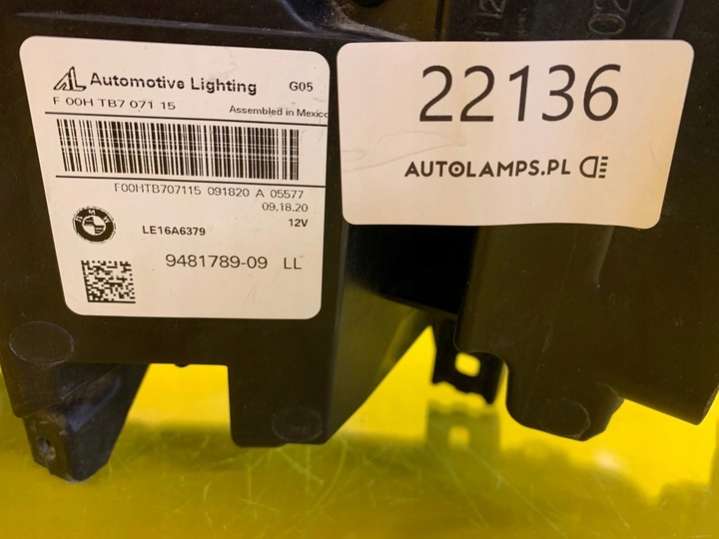 Automotive Lighting G05
F 00H TB7 071 15
Assembled in Mexico
F00HTB707115 091820 A 05577
09.18.20
BMW
LE16A6379 12V
9481789-09 LL
22136
AUTOLAMPS.PL